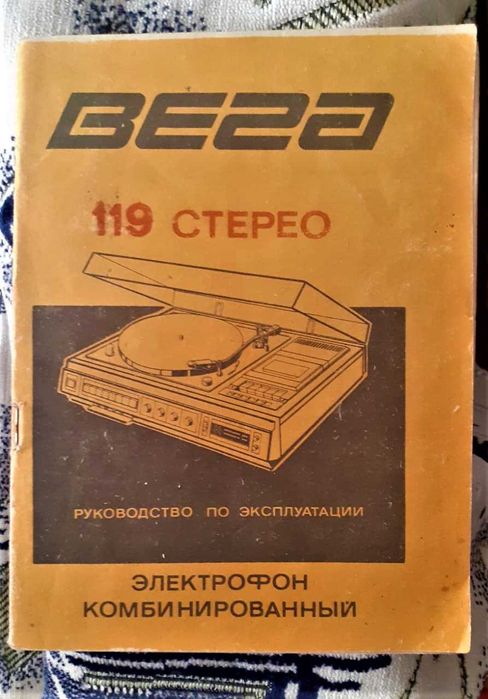 ВЕГА
119 СТЕРЕО
РУКОВОДСТВО ПО ЭКСПЛУАТАЦИИ
ЭЛЕКТРОФОН
КОМБИНИРОВАННЫЙ